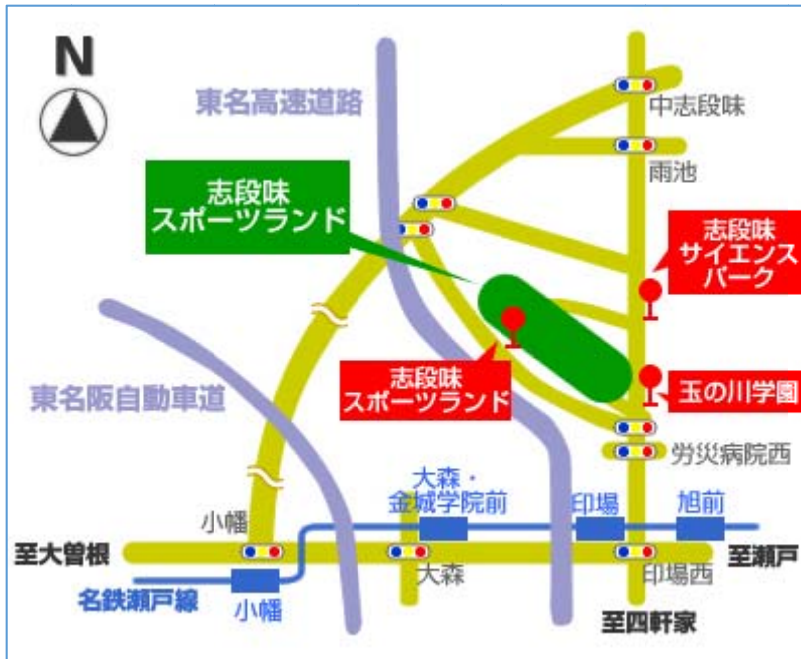 N
東名高速道路
中志段味
志段味
スポーツランド
雨池
志段味
サイエンス
パーク
東名阪自動車道
志段味
スポーツランド
玉の川学園
労災病院西
大森・
金城学院前
印場
旭前
小幡
至大曽根
大森
印場西
至瀬戸
名鉄瀬戸線
小幡
至四軒家